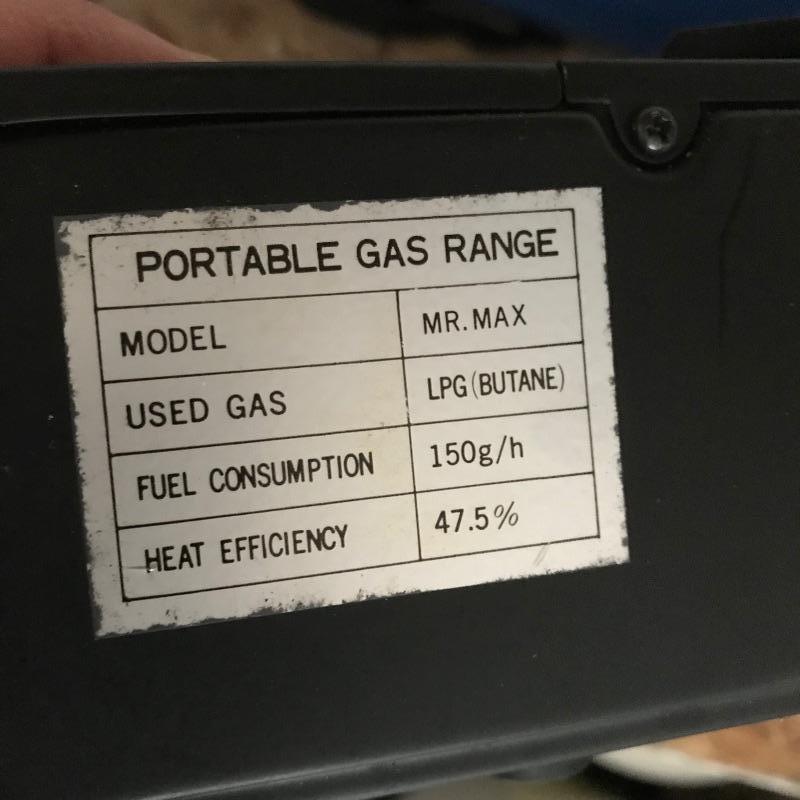 PORTABLE GAS RANGE
MODEL MR.MAX
USED GAS LPG(BUTANE)
FUEL CONSUMPTION 150g/h
HEAT EFFICIENCY 47.5%